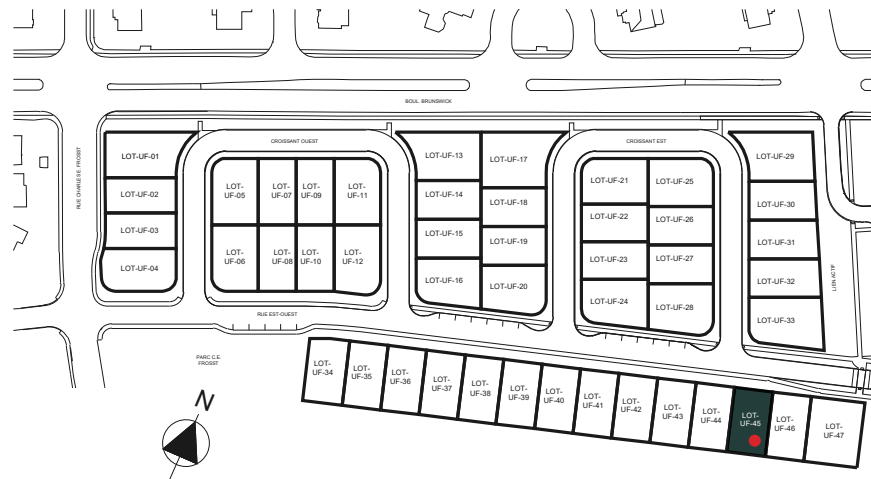 BOUL. BRUNSWICK
RUE CHARLES E. FROSST
CROISSANT OUEST
CROISSANT EST
LOT-UF-01
LOT-UF-02
LOT-UF-03
LOT-UF-04
LOT-
UF-05
LOT-
UF-07
LOT-
UF-09
LOT-
UF-11
LOT-
UF-06
LOT-
UF-08
LOT-
UF-10
LOT-
UF-12
LOT-UF-13
LOT-UF-14
LOT-UF-15
LOT-UF-16
LOT-UF-17
LOT-UF-18
LOT-UF-19
LOT-UF-20
LOT-UF-21
LOT-UF-22
LOT-UF-23
LOT-UF-24
LOT-UF-25
LOT-UF-26
LOT-UF-27
LOT-UF-28
LOT-UF-29
LOT-UF-30
LOT-UF-31
LOT-UF-32
LOT-UF-33
LIEN ACTIF
RUE EST-OUEST
PARC C.E.
FROSST
LOT-
UF-34
LOT-
UF-35
LOT-
UF-36
LOT-
UF-37
LOT-
UF-38
LOT-
UF-39
LOT-
UF-40
LOT-
UF-41
LOT-
UF-42
LOT-
UF-43
LOT-
UF-44
LOT-
UF-45
LOT-
UF-46
LOT-
UF-47
N